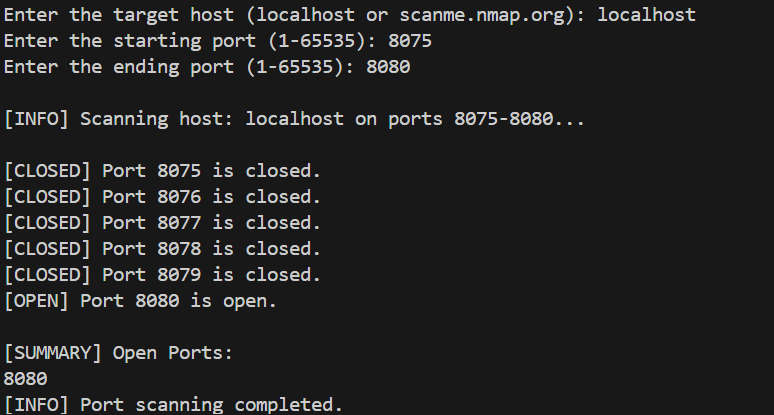 Enter the target host (localhost or scanme.nmap.org): localhost
Enter the starting port (1-65535): 8075
Enter the ending port (1-65535): 8080
[INFO] Scanning host: localhost on ports 8075-8080...
[CLOSED] Port 8075 is closed.
[CLOSED] Port 8076 is closed.
[CLOSED] Port 8077 is closed.
[CLOSED] Port 8078 is closed.
[CLOSED] Port 8079 is closed.
[OPEN] Port 8080 is open.
[SUMMARY] Open Ports:
8080
[INFO] Port scanning completed.